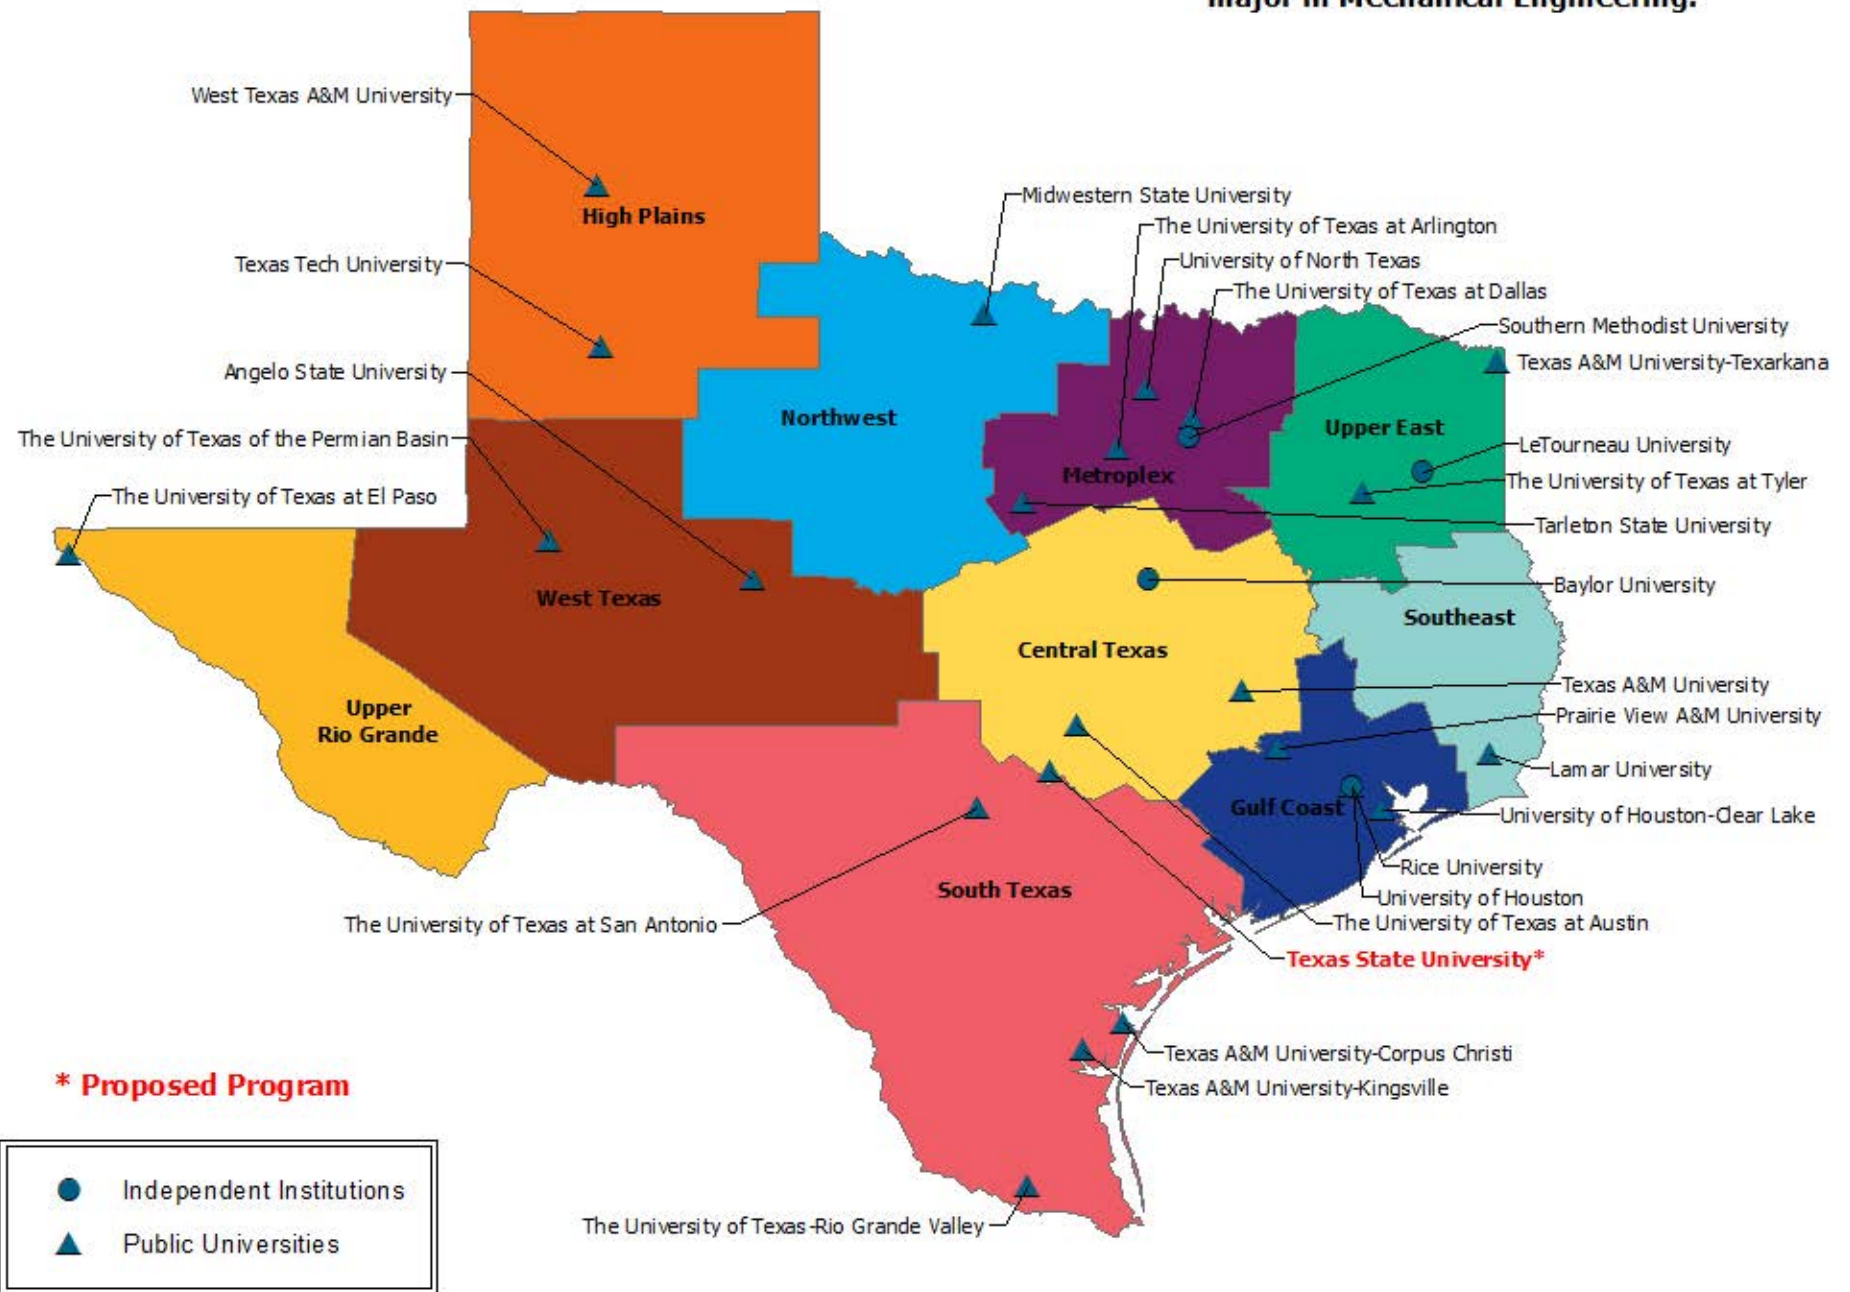 major in Mechanical Engineering.
West Texas A&M University
High Plains
Midwestern State University
The University of Texas at Arlington
Texas Tech University
University of North Texas
The University of Texas at Dallas
Southern Methodist University
Texas A&M University-Texarkana
Angelo State University
Northwest
Upper East
The University of Texas of the Permian Basin
LeTourneau University
Metroplex
The University of Texas at Tyler
The University of Texas at El Paso
Tarleton State University
Baylor University
West Texas
Southeast
Central Texas
Texas A&M University
Upper
Rio Grande
Prairie View A&M University
Lamar University
Gulf Coast
University of Houston-Clear Lake
Rice University
South Texas
University of Houston
The University of Texas at San Antonio
The University of Texas at Austin
Texas State University*
Texas A&M University-Corpus Christi
Texas A&M University-Kingsville
* Proposed Program
Independent Institutions
The University of Texas-Rio Grande Valley
Public Universities